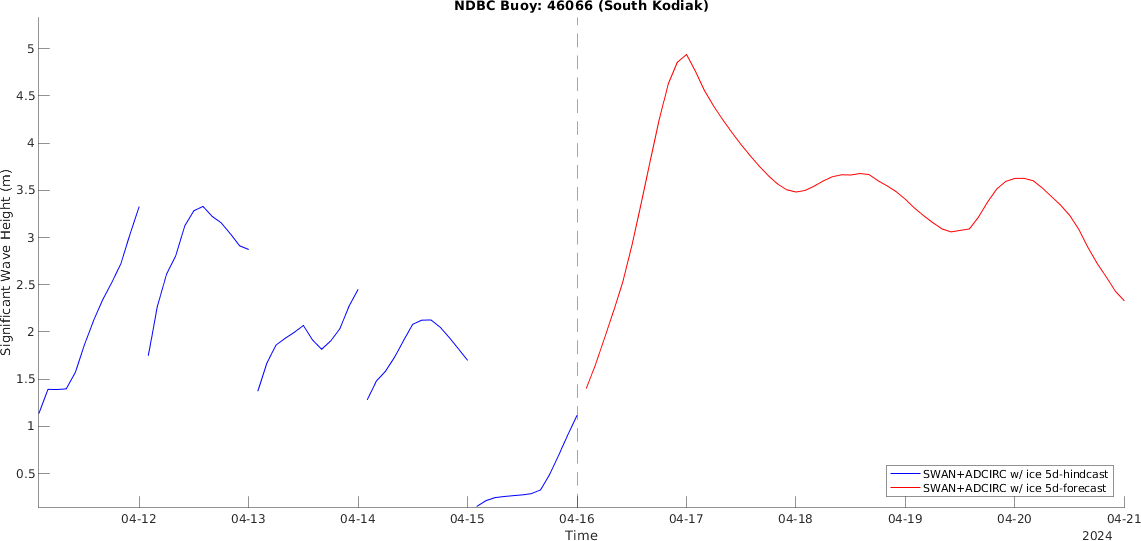 NDBC Buoy: 46066 (South Kodiak)
5
4.5
4
3.5
3
2.5
2
1.5
1
0.5
Significant Wave Height (m)
SWAN+ADCIRC w/ ice 5d-hindcast
SWAN+ADCIRC w/ ice 5d-forecast
04-12 04-13 04-14 04-15 04-16 04-17 04-18 04-19 04-20 04-21
Time
2024